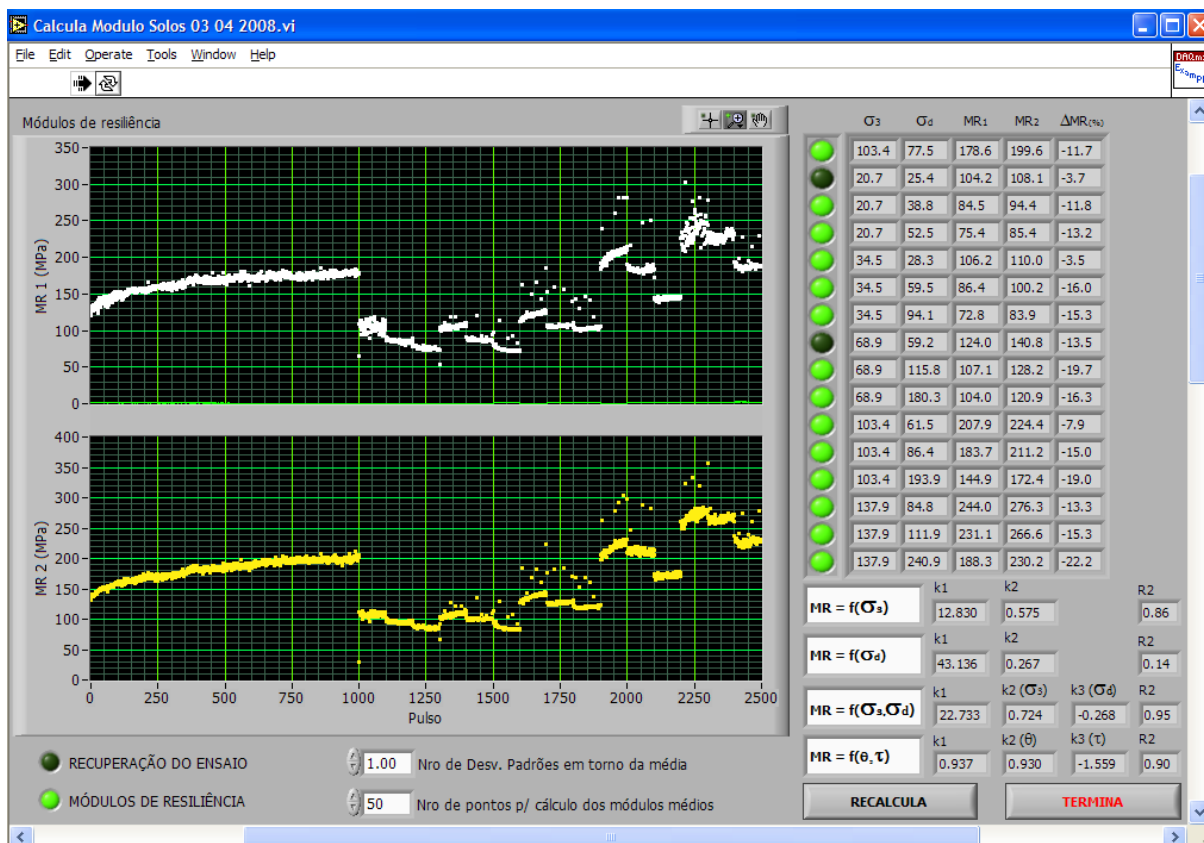 Calcula Modulo Solos 03 04 2008.vi
File Edit Operate Tools Window Help
DAQmx
Examp
Módulos de resiliência
MR 1 (MPa)
350
300
250
200
150
100
50
0
MR 2 (MPa)
400
350
300
250
200
150
100
50
0
0 250 500 750 1000 1250 1500 1750 2000 2250 2500
Pulso
RECUPERAÇÃO DO ENSAIO
1.00 Nro de Desv. Padrões em torno da média
MÓDULOS DE RESILIÊNCIA
50 Nro de pontos p/ cálculo dos módulos médios
σ3 σd MR1 MR2 ΔMR(%)
103.4 77.5 178.6 199.6 -11.7
20.7 25.4 104.2 108.1 -3.7
20.7 38.8 84.5 94.4 -11.8
20.7 52.5 75.4 85.4 -13.2
34.5 28.3 106.2 110.0 -3.5
34.5 59.5 86.4 100.2 -16.0
34.5 94.1 72.8 83.9 -15.3
68.9 59.2 124.0 140.8 -13.5
68.9 115.8 107.1 128.2 -19.7
68.9 180.3 104.0 120.9 -16.3
103.4 61.5 207.9 224.4 -7.9
103.4 86.4 183.7 211.2 -15.0
103.4 193.9 144.9 172.4 -19.0
137.9 84.8 244.0 276.3 -13.3
137.9 111.9 231.1 266.6 -15.3
137.9 240.9 188.3 230.2 -22.2
k1 k2 R2
MR = f(σ3) 12.830 0.575 0.86
k1 k2 R2
MR = f(σd) 43.136 0.267 0.14
k1 k2 (σ3) k3 (σd) R2
MR = f(σ3,σd) 22.733 0.724 -0.268 0.95
k1 k2 (θ) k3 (τ) R2
MR = f(θ,τ) 0.937 0.930 -1.559 0.90
RECALCULA TERMINA